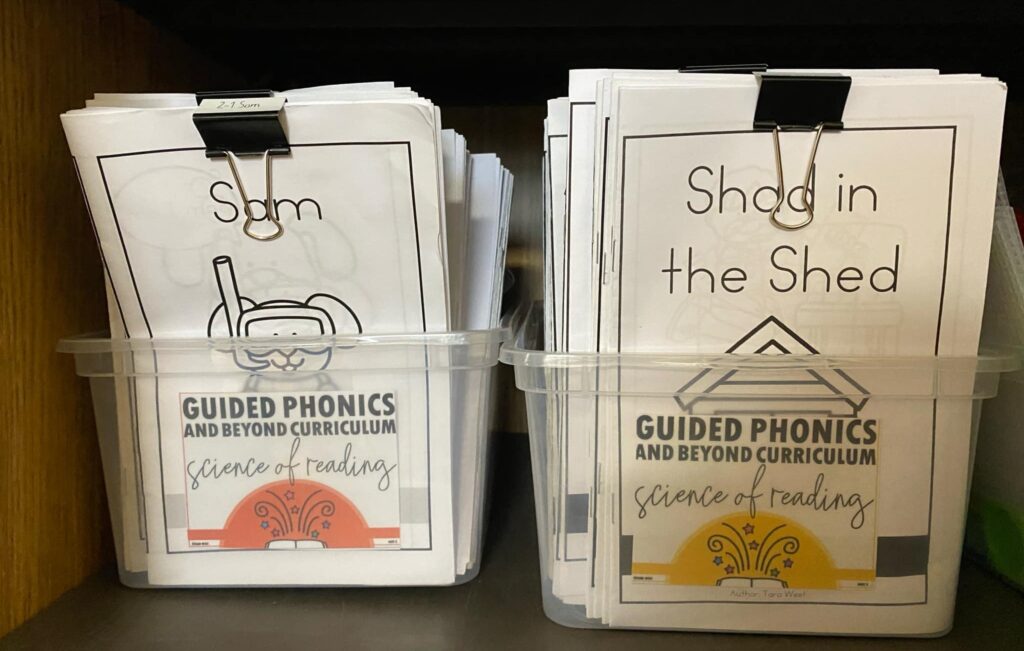 2-1 Sam
Sam
GUIDED PHONICS
AND BEYOND CURRICULUM
science of reading
Shad in
the Shed
GUIDED PHONICS
AND BEYOND CURRICULUM
science of reading
Author: Tara West